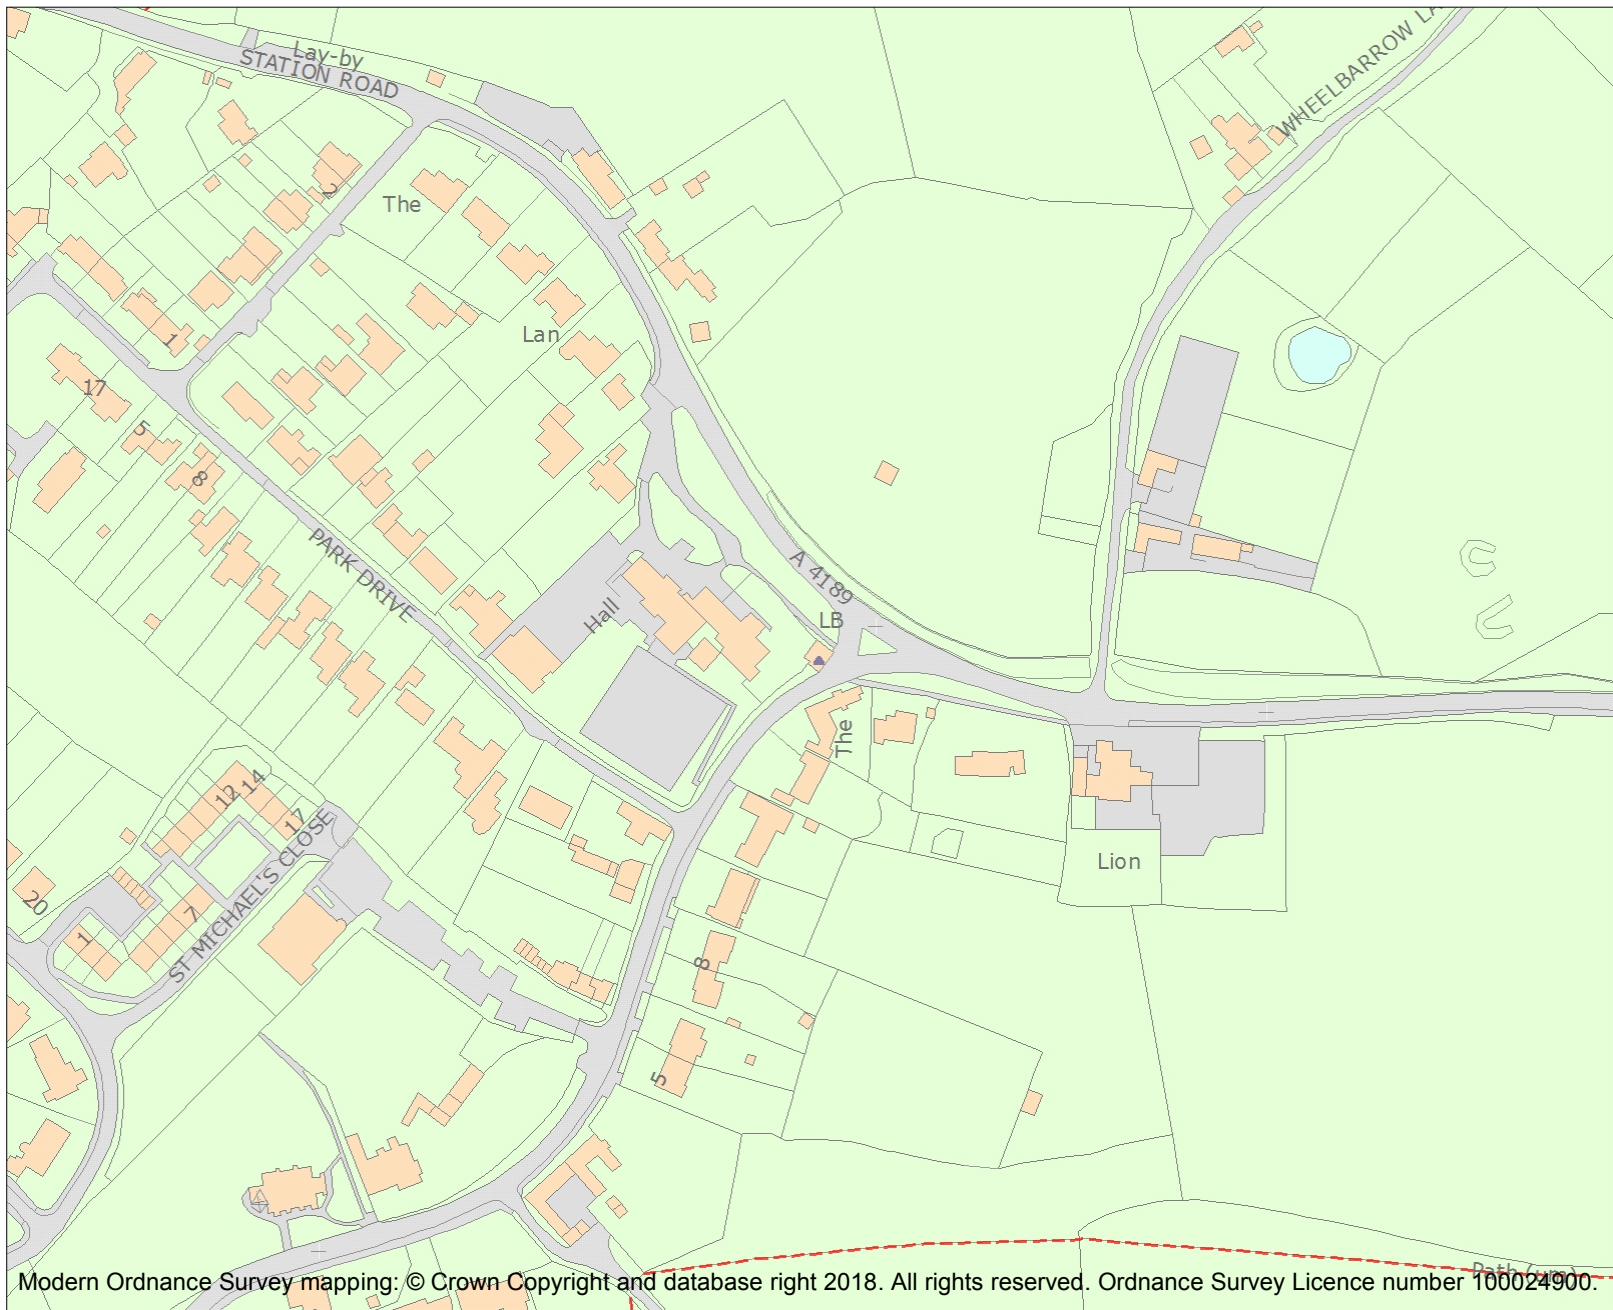 Lay-by
STATION ROAD
WHEELBARROW LA
2
The
Lan
1
17
5
8
PARK DRIVE
A 4189
LB
Hall
The
12
14
17
ST MICHAEL'S CLOSE
Lion
20
7
1
8
5
Path (um)
Modern Ordnance Survey mapping: © Crown Copyright and database right 2018. All rights reserved. Ordnance Survey Licence number 100024900.